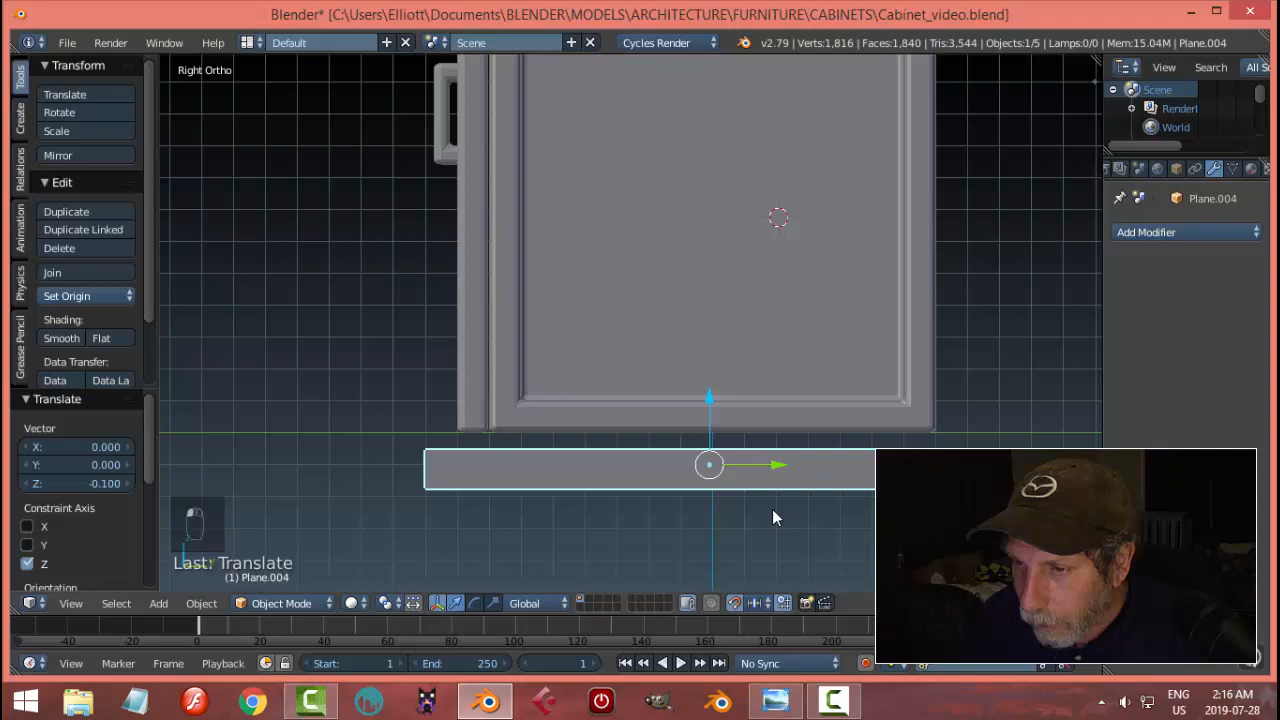 Blender* [C:\Users\Elliott\Documents\BLENDER\MODELS\ARCHITECTURE\FURNITURE\CABINETS\Cabinet_video.blend]
File Render Window Help Default Scene Cycles Render v2.79 | Verts:1,816 | Faces:1,840 | Tris:3,544 | Objects:1/5 | Lamps:0/0 | Mem:15.04M | Plane.004
Tools
Create
Relations
Animation
Physics
Grease Pencil
Transform
Translate
Rotate
Scale
Mirror
Edit
Duplicate
Duplicate Linked
Delete
Join
Set Origin
Shading:
Smooth Flat
Data Transfer:
Data Data La
Translate
Vector
X: 0.000
Y: 0.000
Z: -0.100
Constraint Axis
X
Y
Z
Orientation
Right Ortho
Last: Translate
(1) Plane.004
View Search All Sc
Scene
Renderl
World
Plane.004
Add Modifier
View Select Add Object Object Mode Global
-40 -20 0 20 40 60 80 100 120 140 160 180 200
View Marker Frame Playback Start: 1 End: 250 1 No Sync
ENG
US
2:16 AM
2019-07-28